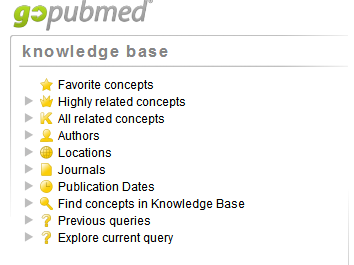 gopubmed®
knowledge base
Favorite concepts
Highly related concepts
All related concepts
Authors
Locations
Journals
Publication Dates
Find concepts in Knowledge Base
Previous queries
Explore current query